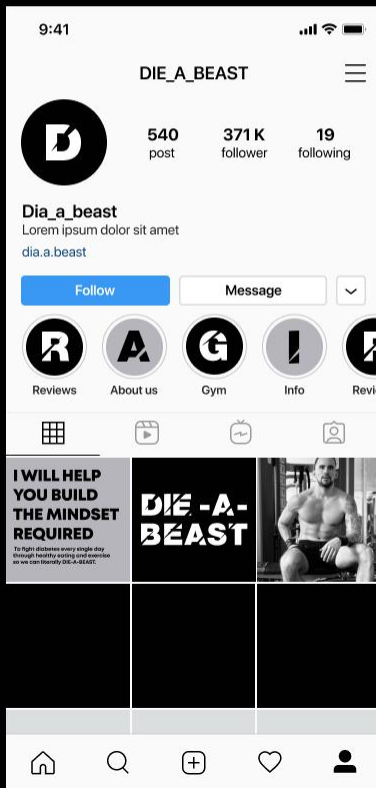 9:41
DIE_A_BEAST
D
540
371 K
19
post
follower
following
Dia_a_beast
Lorem ipsum dolor sit amet
dia.a.beast
Follow
Message
R
A
G
I
Reviews
About us
Gym
Info
Revi
I WILL HELP
YOU BUILD
THE MINDSET
REQUIRED
To fight diabetes every single day
through healthy eating and exercise
so we can literally DIE-A-BEAST.
DIE -A-
BEAST